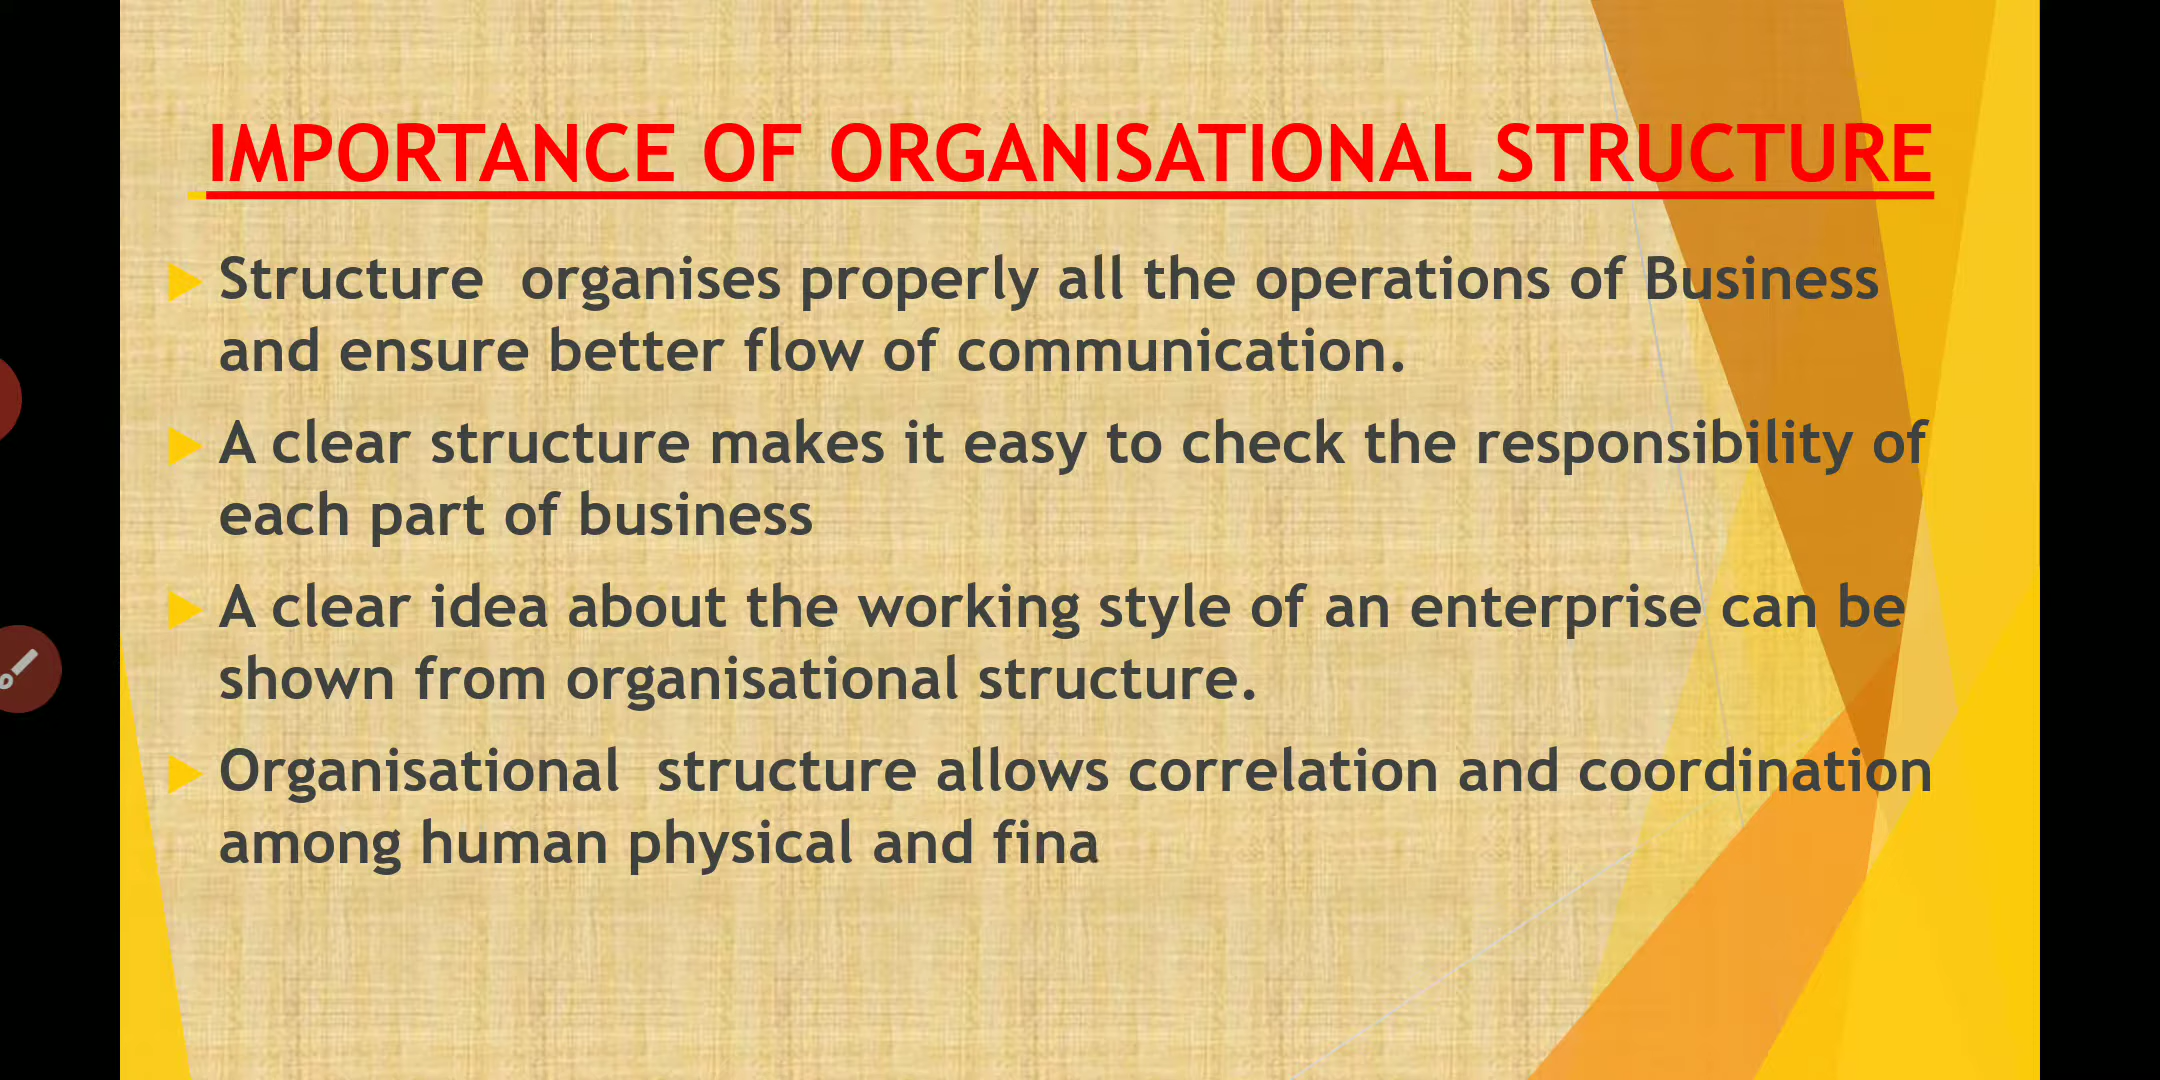 IMPORTANCE OF ORGANISATIONAL STRUCTURE
Structure organises properly all the operations of Business
and ensure better flow of communication.
A clear structure makes it easy to check the responsibility of
each part of business
A clear idea about the working style of an enterprise can be
shown from organisational structure.
Organisational structure allows correlation and coordination
among human physical and fina